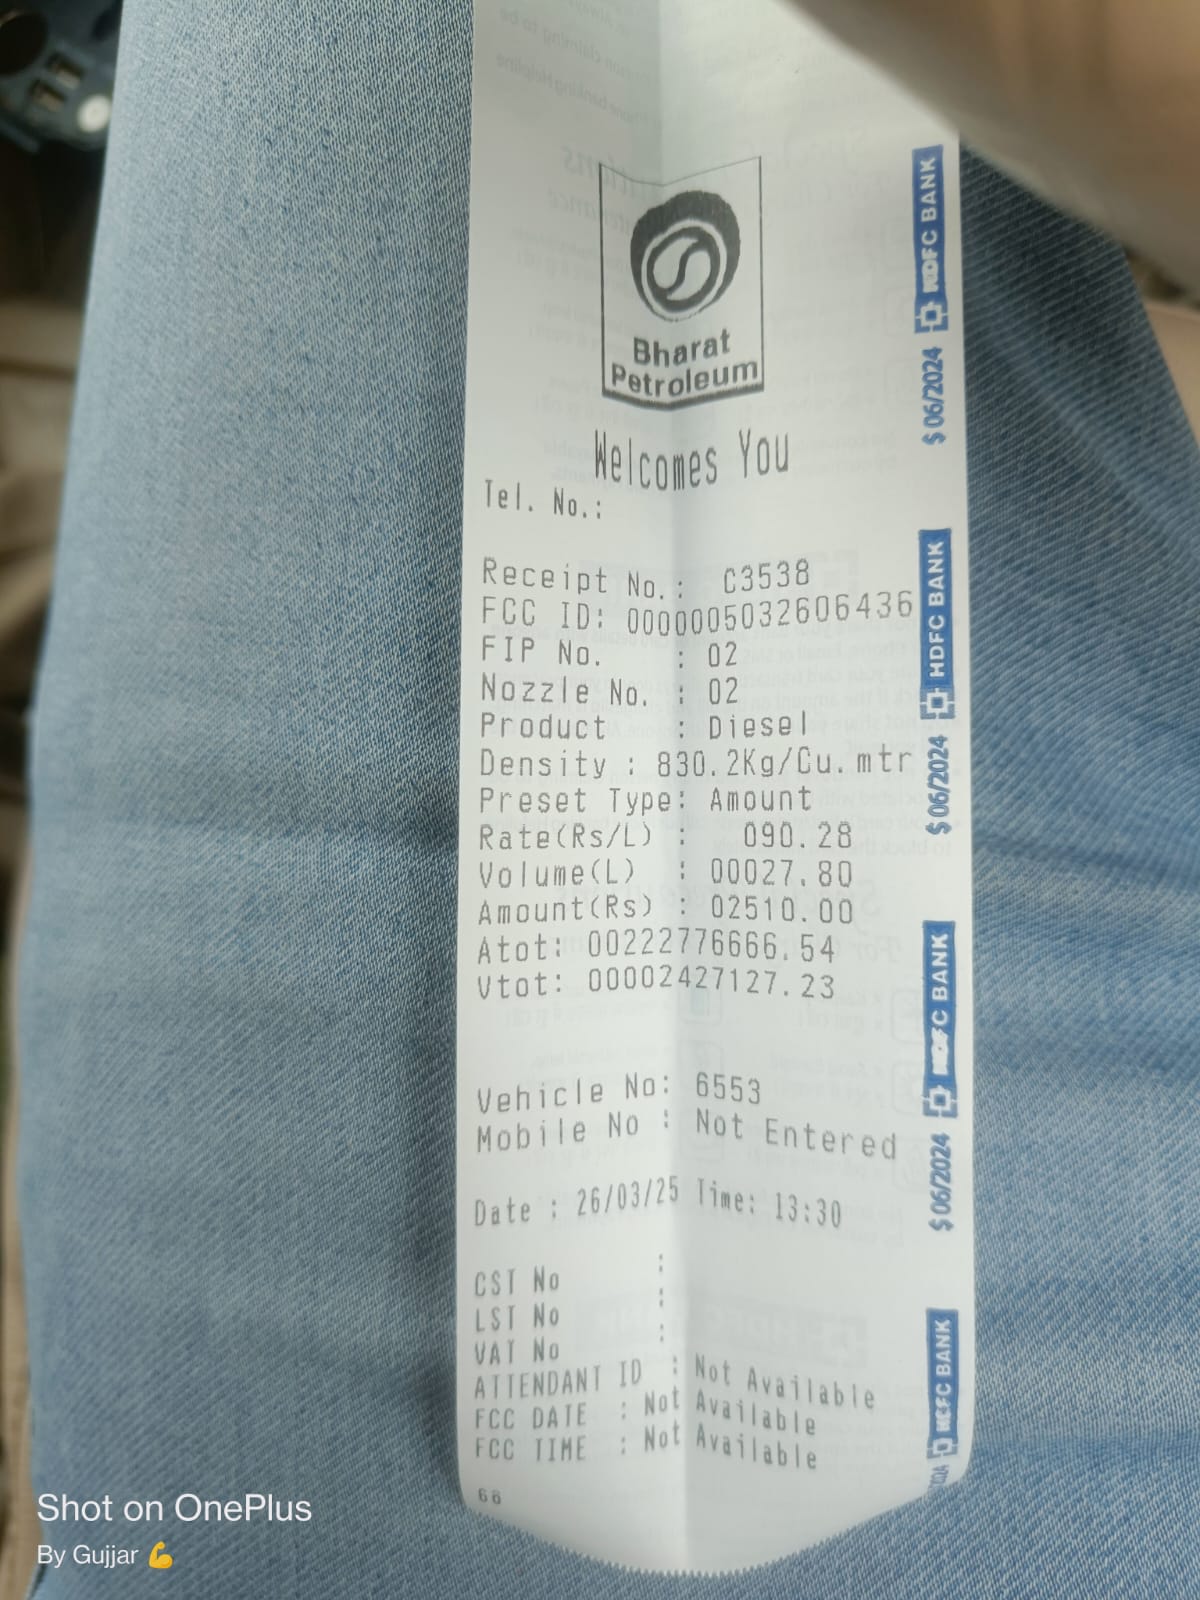 Bharat
Petroleum
Welcomes You
Tel. No.:
Receipt No.: C3538
FCC ID: 0000005032606436
FIP No. : 02
Nozzle No. : 02
Product : Diesel
Density : 830.2Kg/Cu.mtr
Preset Type: Amount
Rate(Rs/L) : 090.28
Volume(L) : 00027.80
Amount(Rs) : 02510.00
Atot: 00222776666.54
Vtot: 00002427127.23
Vehicle No: 6553
Mobile No : Not Entered
Date : 26/03/25 Time: 13:30
CST No :
LST No :
VAT No :
ATTENDANT ID : Not Available
FCC DATE : Not Available
FCC TIME : Not Available
HDFC BANK
$ 06/2024
HDFC BANK
$ 06/2024
HDFC BANK
$ 06/2024
HDFC BANK
Shot on OnePlus
By Gujjar 💪